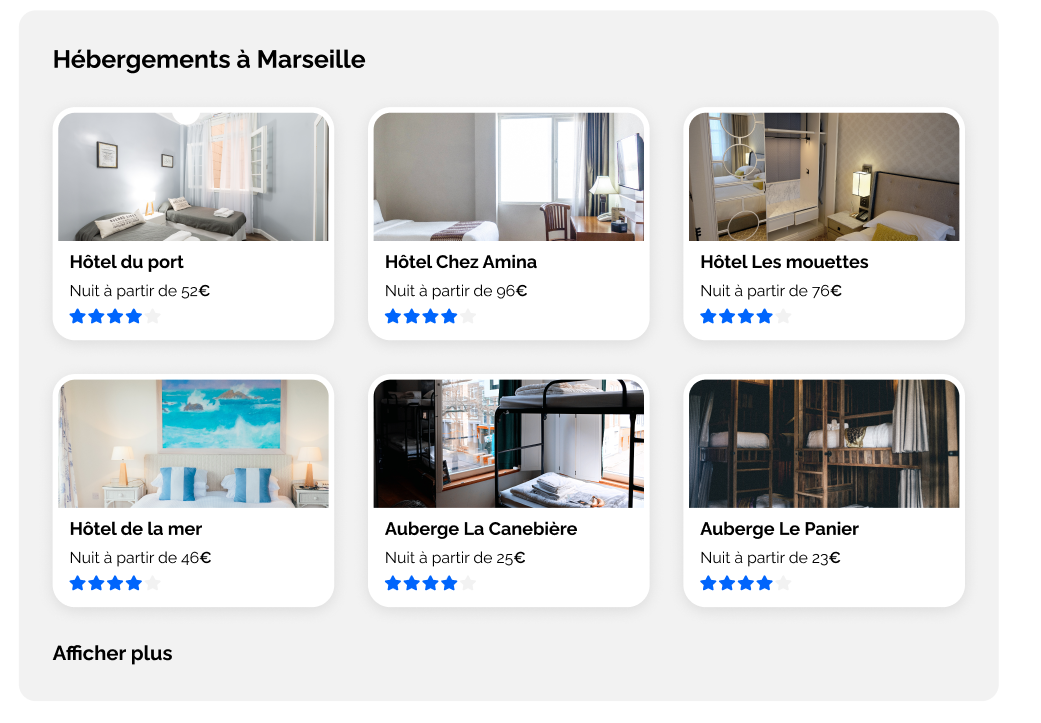 Hébergements à Marseille
Hôtel du port
Nuit à partir de 52€
Hôtel Chez Amina
Nuit à partir de 96€
Hôtel Les mouettes
Nuit à partir de 76€
Hôtel de la mer
Nuit à partir de 46€
Auberge La Canebière
Nuit à partir de 25€
Auberge Le Panier
Nuit à partir de 23€
Afficher plus